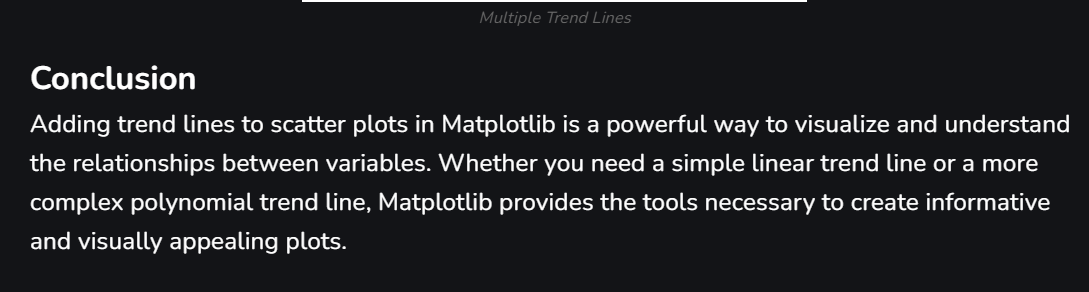 Multiple Trend Lines
Conclusion
Adding trend lines to scatter plots in Matplotlib is a powerful way to visualize and understand
the relationships between variables. Whether you need a simple linear trend line or a more
complex polynomial trend line, Matplotlib provides the tools necessary to create informative
and visually appealing plots.